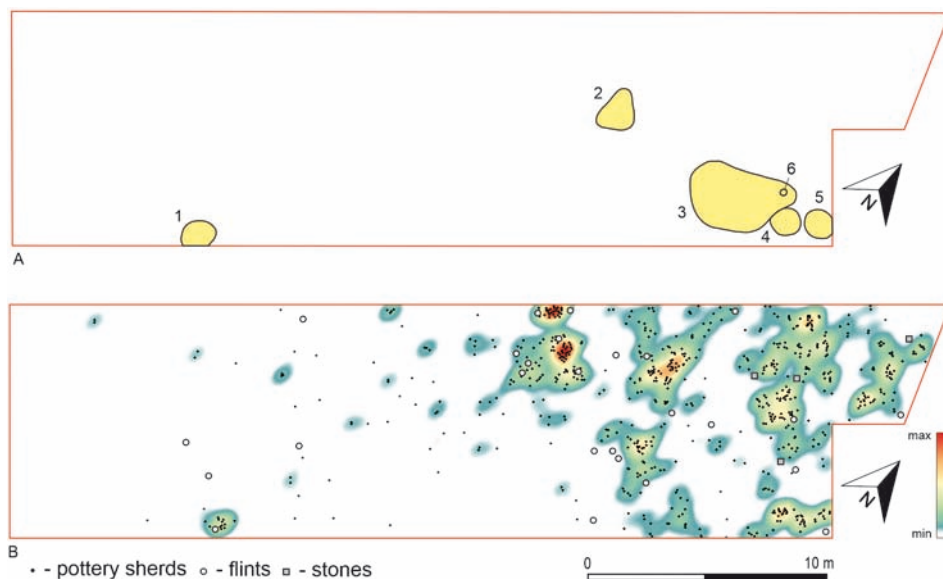 1
2
3
4
5
6
N
A
max
min
N
B
• - pottery sherds ○ - flints □ - stones
0 10 m